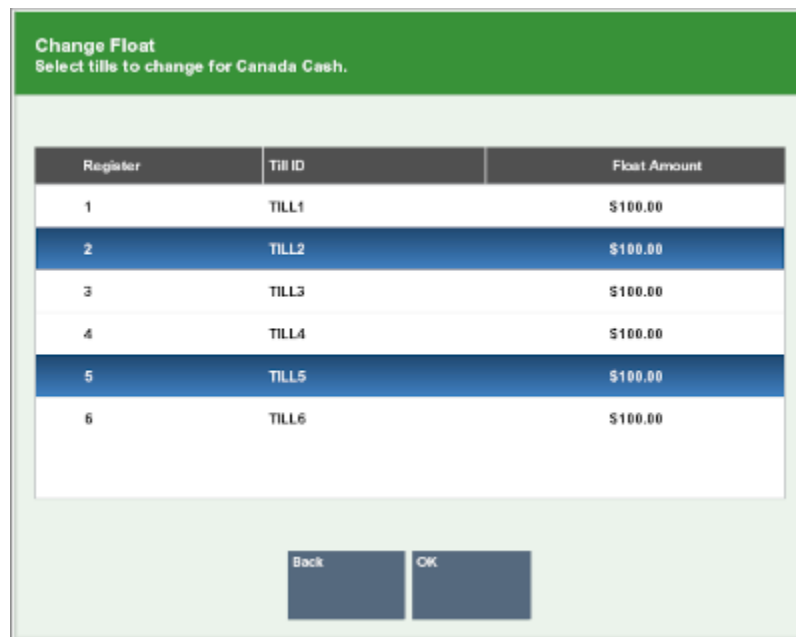 Change Float
Select tills to change for Canada Cash.
Register Till ID Float Amount
1 TILL1 $100.00
2 TILL2 $100.00
3 TILL3 $100.00
4 TILL4 $100.00
5 TILL5 $100.00
6 TILL6 $100.00
Back OK